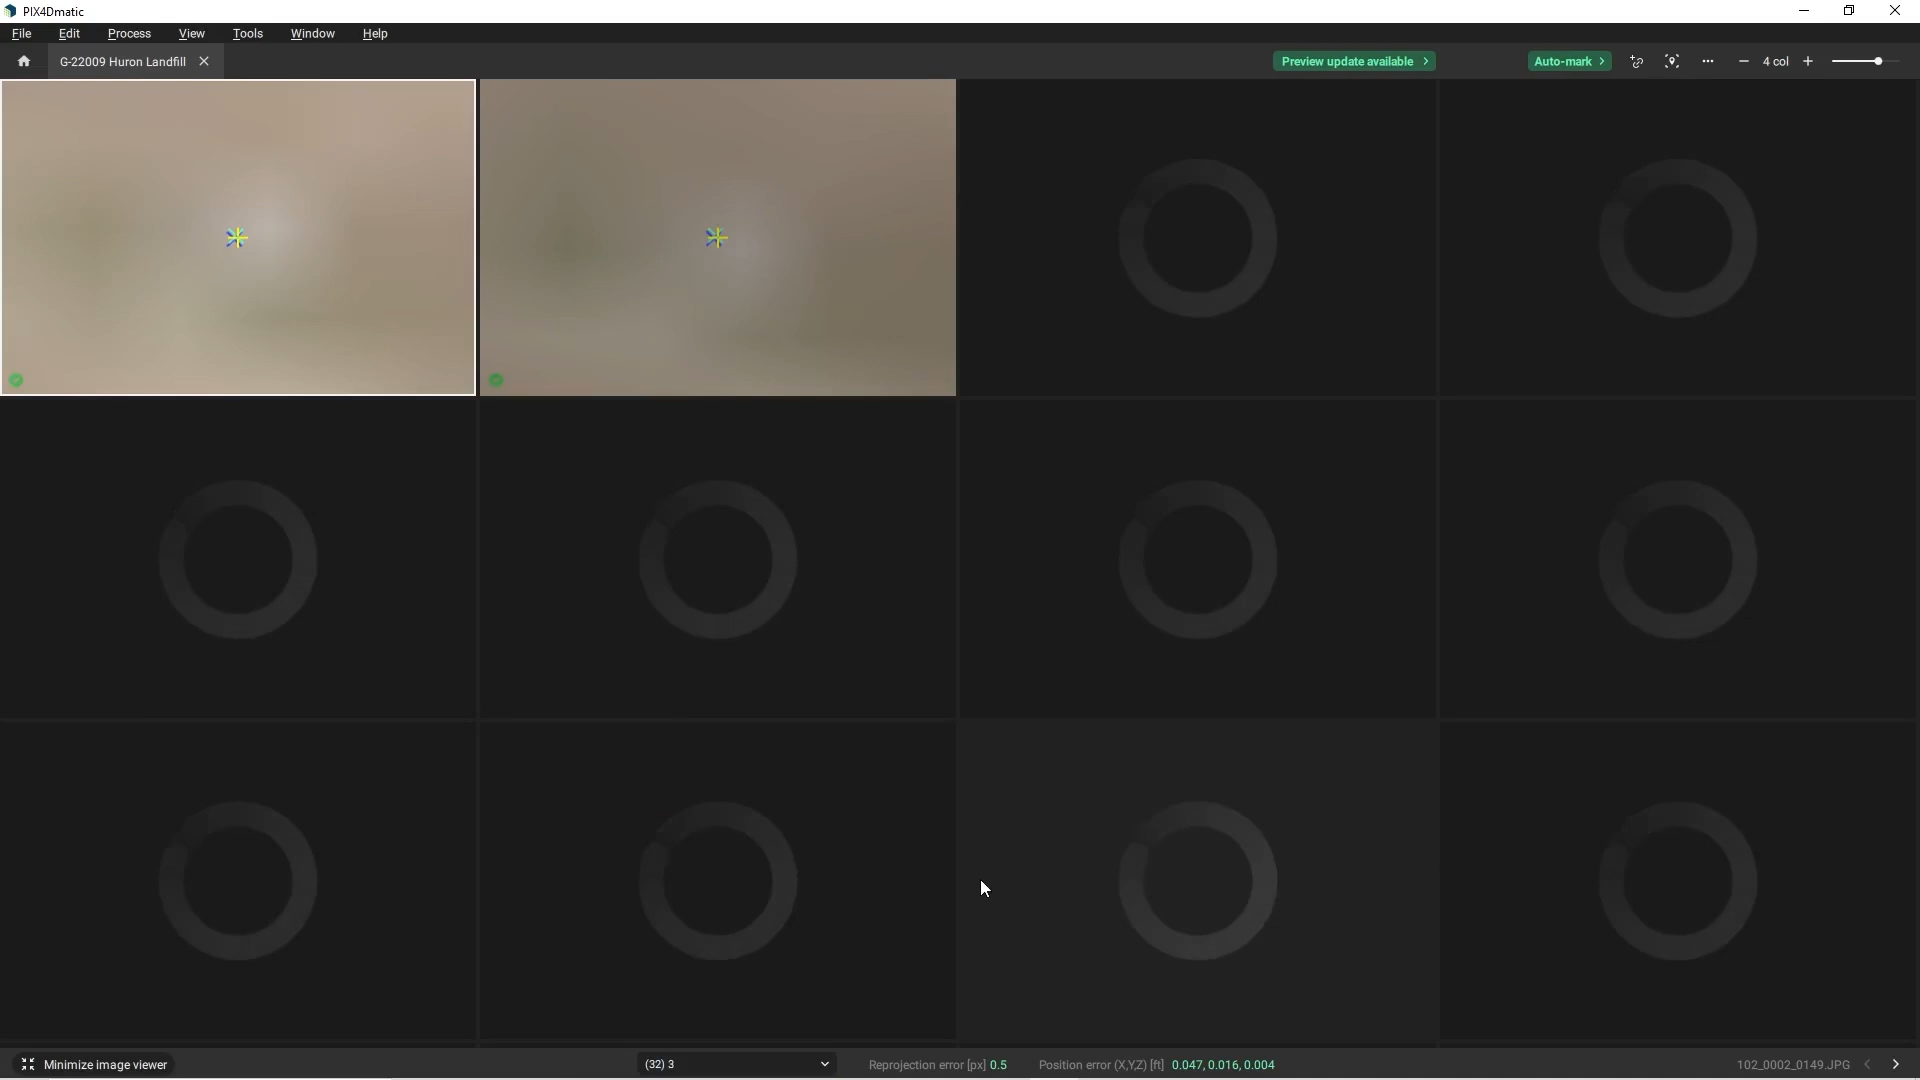 PIX4Dmatic
File Edit Process View Tools Window Help
G-22009 Huron Landfill
Preview update available
Auto-mark
4 col
Minimize image viewer
(32) 3
Reprojection error [px] 0.5
Position error (X,Y,Z) [ft] 0.047, 0.016, 0.004
102_0002_0149.JPG